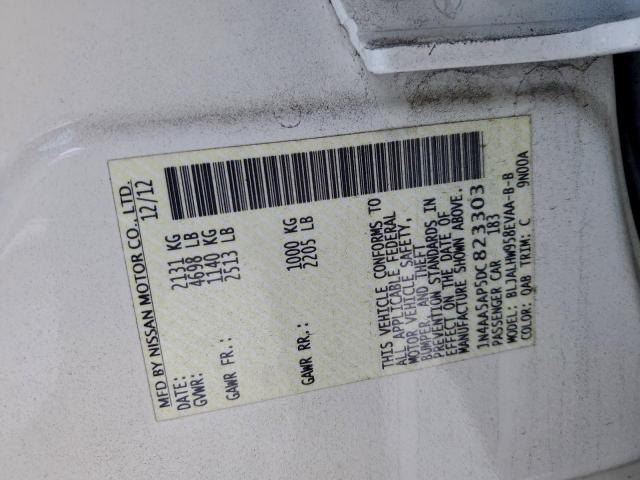 MFD BY NISSAN MOTOR CO., LTD.
DATE: 12/12
GVWR: 2131 KG
4698 LB
GAWR FR.: 1140 KG
2513 LB
GAWR RR.: 1000 KG
2205 LB
THIS VEHICLE CONFORMS TO
ALL APPLICABLE FEDERAL
MOTOR VEHICLE SAFETY,
BUMPER, AND THEFT
PREVENTION STANDARDS IN
EFFECT ON THE DATE OF
MANUFACTURE SHOWN ABOVE.
1N4AA5AP5DC823303
PASSENGER CAR 183
MODEL: BLJALHW958EVAA-B-B
COLOR: QAB TRIM: C 9N00A